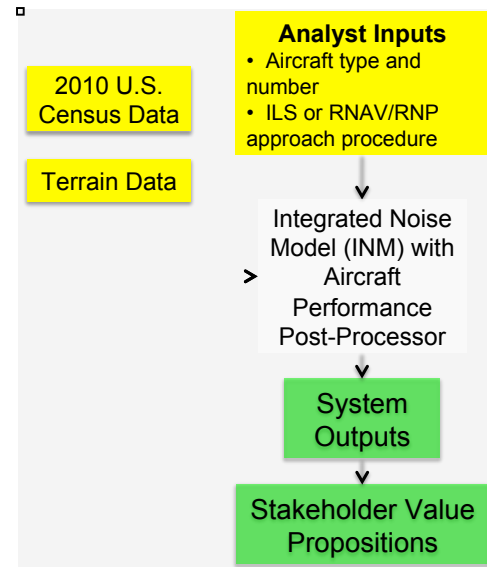 2010 U.S.
Census Data
Terrain Data
Analyst Inputs
• Aircraft type and
number
• ILS or RNAV/RNP
approach procedure
Integrated Noise
Model (INM) with
Aircraft
Performance
Post-Processor
System
Outputs
Stakeholder Value
Propositions